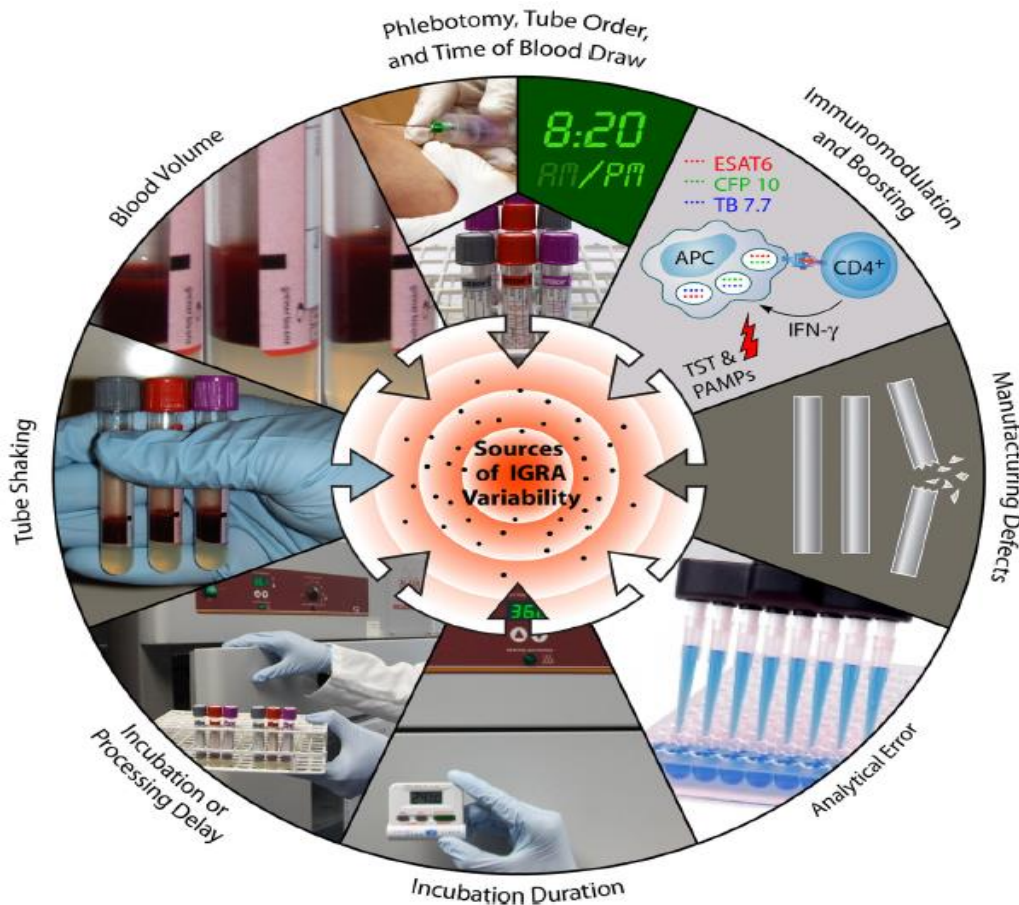 Phlebotomy, Tube Order,
and Time of Blood Draw
8:20
AM/PM
Immunomodulation
and Boosting
ESAT6
CFP 10
TB 7.7
APC
CD4⁺
IFN-γ
TST &
PAMPs
Manufacturing
Defects
Analytical Error
Incubation Duration
Incubation or
Processing Delay
Tube Shaking
Blood Volume
Sources
of IGRA
Variability